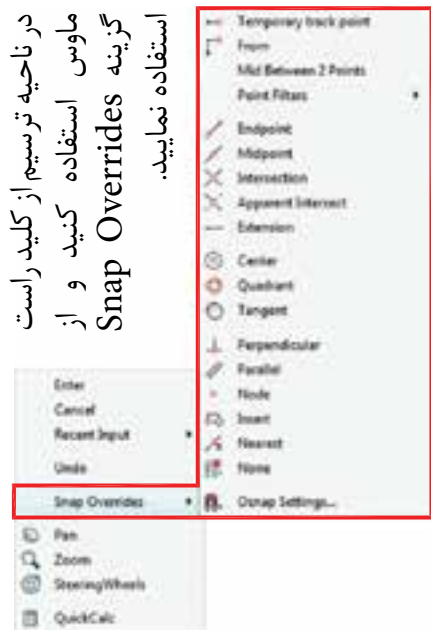 در ناحیه ترسیم از کلید راست
ماوس استفاده کنید و از
گزینه Snap Overrides
استفاده نمایید.
Temporary track point
From
Mid Between 2 Points
Point Filters
Endpoint
Midpoint
Intersection
Apparent Intersect
Extension
Center
Quadrant
Tangent
Perpendicular
Parallel
Node
Insert
Nearest
None
Osnap Settings...
Enter
Cancel
Recent Input
Undo
Snap Overrides
Pan
Zoom
SteeringWheels
QuickCalc